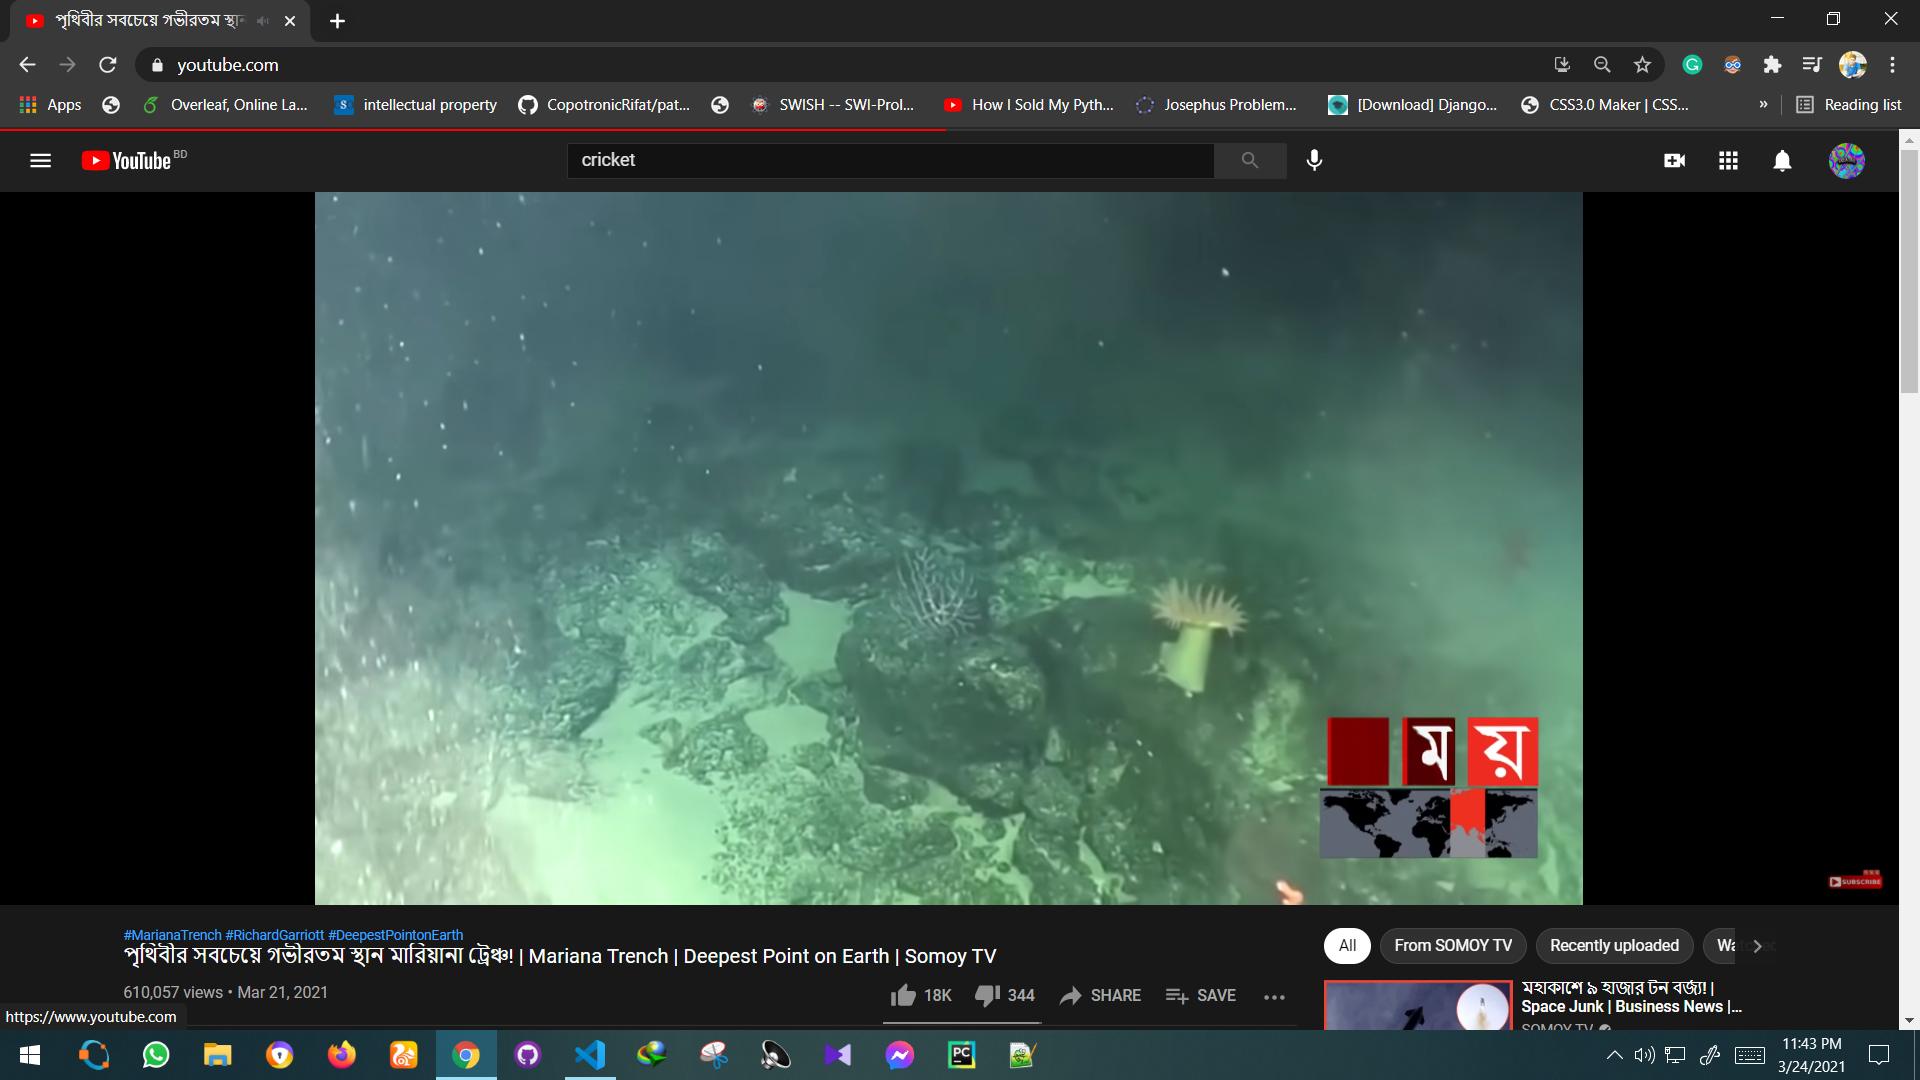 পৃথিবীর সবচেয়ে গভীরতম স্থান
youtube.com
Apps
Overleaf, Online La...
intellectual property
CopotronicRifat/pat...
SWISH -- SWI-Prol...
How I Sold My Pyth...
Josephus Problem...
[Download] Django...
CSS3.0 Maker | CSS...
»
Reading list
YouTube BD
cricket
ম য়
SUBSCRIBE
#MarianaTrench #RichardGarriott #DeepestPointonEarth
পৃথিবীর সবচেয়ে গভীরতম স্থান মারিয়ানা ট্রেঞ্চ! | Mariana Trench | Deepest Point on Earth | Somoy TV
610,057 views • Mar 21, 2021
18K
344
SHARE
SAVE
All
From SOMOY TV
Recently uploaded
মহাকাশে ৯ হাজার টন বর্জ্য! |
Space Junk | Business News |...
SOMOY TV
https://www.youtube.com
11:43 PM
3/24/2021